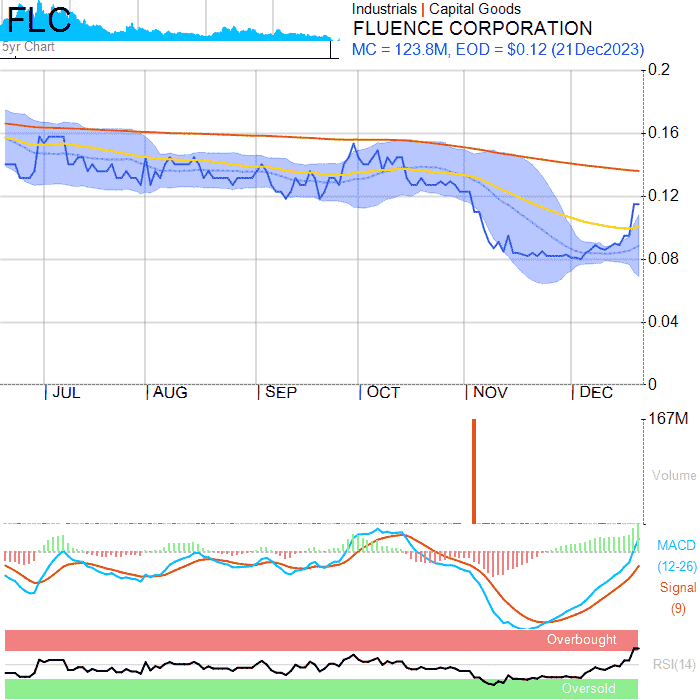 FLC
5yr Chart
Industrials | Capital Goods
FLUENCE CORPORATION
MC = 123.8M, EOD = $0.12 (21Dec2023)
0.2
0.16
0.12
0.08
0.04
0
JUL AUG SEP OCT NOV DEC
167M
Volume
MACD
(12-26)
Signal
(9)
Overbought
RSI(14)
Oversold